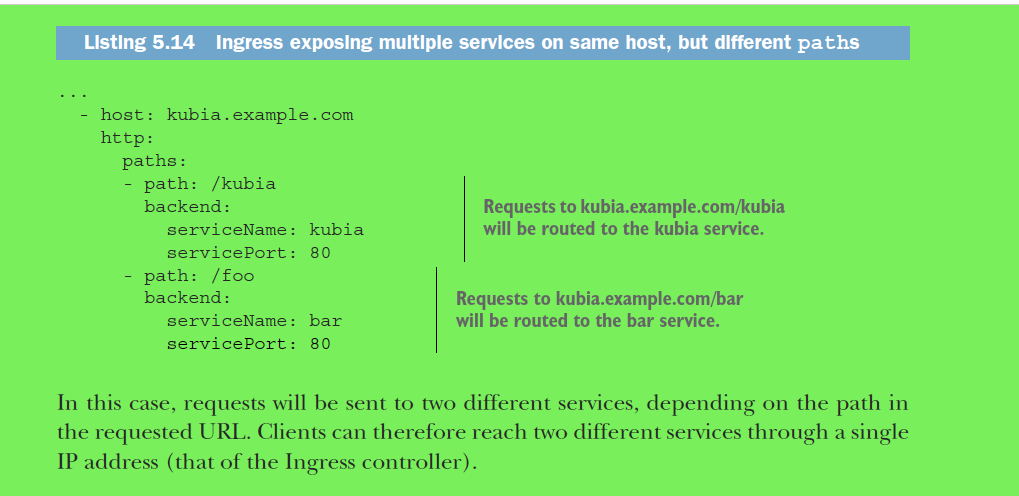 Listing 5.14 Ingress exposing multiple services on same host, but different paths
...
- host: kubia.example.com
http:
paths:
- path: /kubia
backend:
serviceName: kubia
servicePort: 80
Requests to kubia.example.com/kubia
will be routed to the kubia service.
- path: /foo
backend:
serviceName: bar
servicePort: 80
Requests to kubia.example.com/bar
will be routed to the bar service.
In this case, requests will be sent to two different services, depending on the path in
the requested URL. Clients can therefore reach two different services through a single
IP address (that of the Ingress controller).